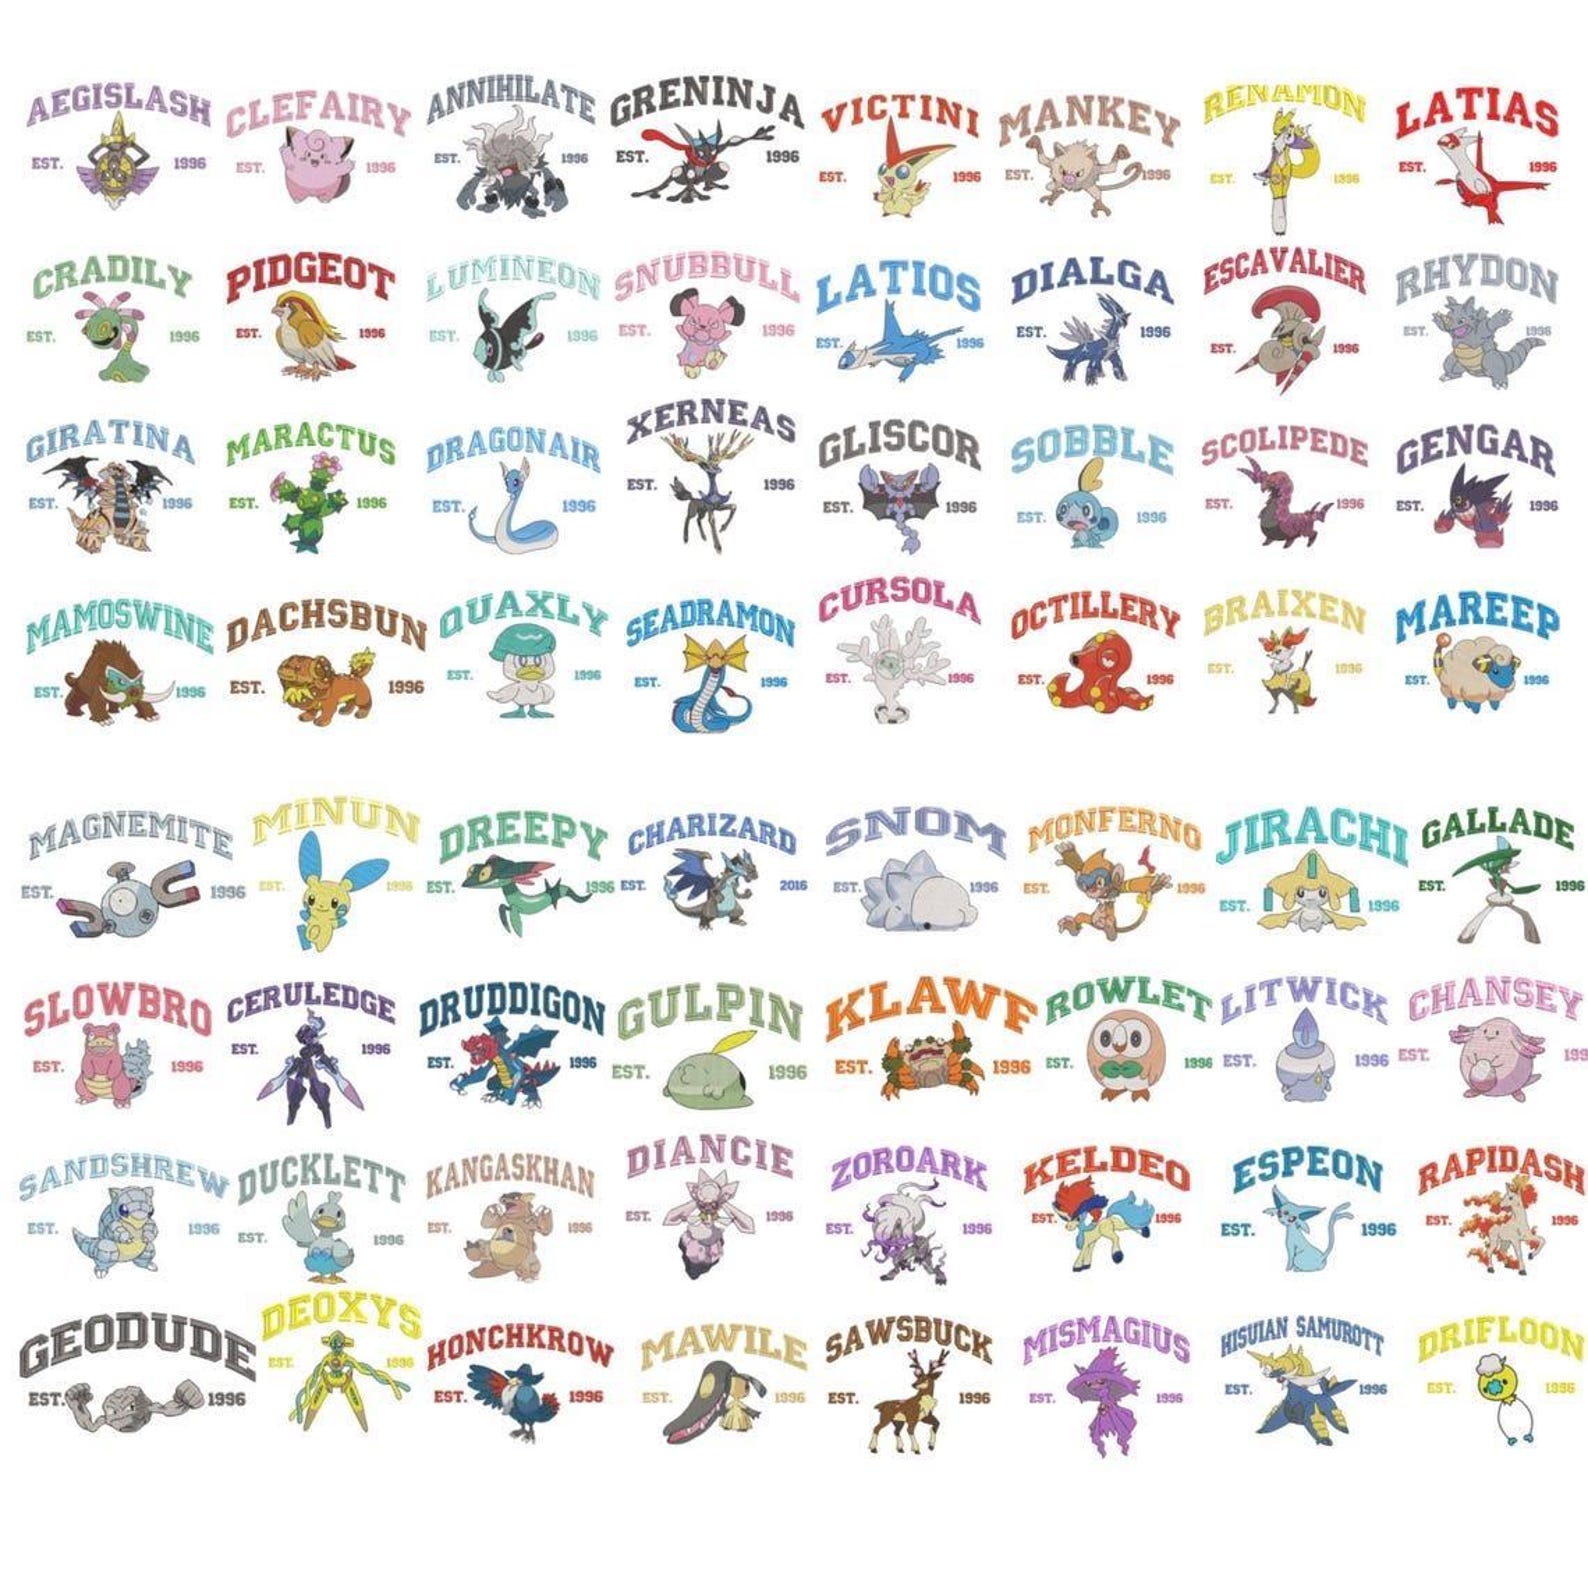 AEGISLASH
EST. 1996
CLEFAIRY
EST. 1996
ANNIHILATE
EST. 1996
GRENINJA
EST. 1996
VICTINI
EST. 1996
MANKEY
EST. 1996
RENAMON
EST. 1996
LATIAS
EST. 1996
CRADILY
EST. 1996
PIDGEOT
EST. 1996
LUMINEON
EST. 1996
SNUBBULL
EST. 1996
LATIOS
EST. 1996
DIALGA
EST. 1996
ESCAVALIER
EST. 1996
RHYDON
EST. 1996
GIRATINA
EST. 1996
MARACTUS
EST. 1996
DRAGONAIR
EST. 1996
XERNEAS
EST. 1996
GLISCOR
EST. 1996
SOBBLE
EST. 1996
SCOLIPEDE
EST. 1996
GENGAR
EST. 1996
MAMOSWINE
EST. 1996
DACHSBUN
EST. 1996
QUAXLY
EST. 1996
SEADRAMON
EST. 1996
CURSOLA
EST. 1996
OCTILLERY
EST. 1996
BRAIXEN
EST. 1996
MAREEP
EST. 1996
MAGNEMITE
EST. 1996
MINUN
EST. 1996
DREEPY
EST. 1996
CHARIZARD
EST. 2016
SNOM
EST. 1996
MONFERNO
EST. 1996
JIRACHI
EST. 1996
GALLADE
EST. 1996
SLOWBRO
EST. 1996
CERULEDGE
EST. 1996
DRUDDIGON
EST. 1996
GULPIN
EST. 1996
KLAWF
EST. 1996
ROWLET
EST. 1996
LITWICK
EST. 1996
CHANSEY
EST. 199
SANDSHREW
EST. 1996
DUCKLETT
EST. 1996
KANGASKHAN
EST. 1996
DIANCIE
EST. 1996
ZOROARK
EST. 1996
KELDEO
EST. 1996
ESPEON
EST. 1996
RAPIDASH
EST. 1996
GEODUDE
EST. 1996
DEOXYS
EST. 1996
HONCHKROW
EST. 1996
MAWILE
EST. 1996
SAWSBUCK
EST. 1996
MISMAGIUS
EST. 1996
HISUIAN SAMUROTT
EST. 1996
DRIFLOON
EST. 1996